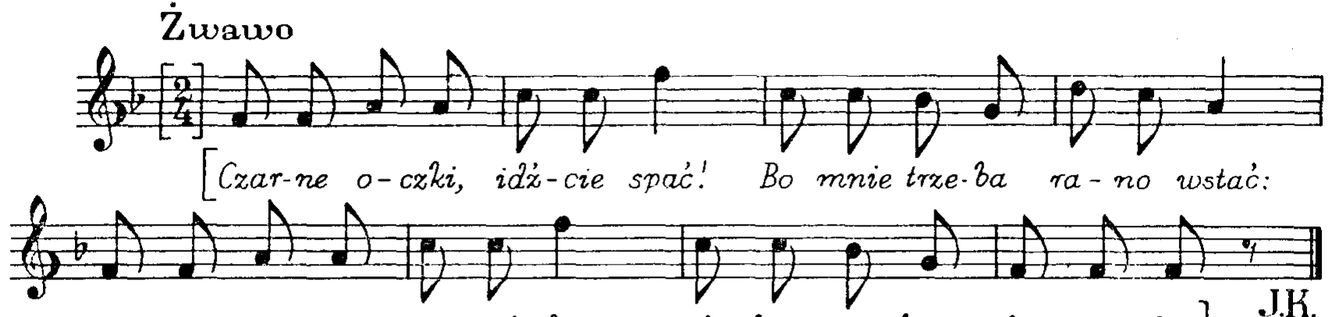 Żwawo
[2/4]
[Czar-ne o-czki, idź-cie spać! Bo mnie trze-ba ra-no wstać:
J.K.